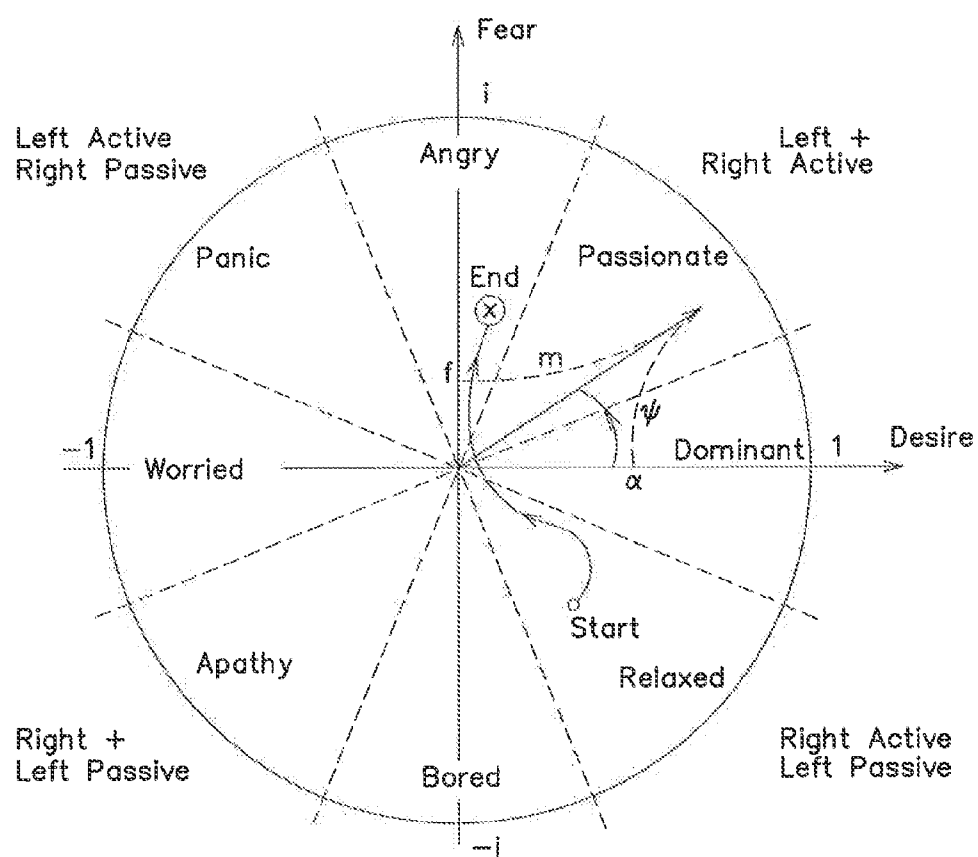 Fear
i
Left Active
Right Passive
Angry
Left +
Right Active
Panic
Passionate
End
x
m
f
ψ
-1
Worried
Dominant
1
Desire
α
Start
Apathy
Relaxed
Right +
Left Passive
Bored
Right Active
Left Passive
-i